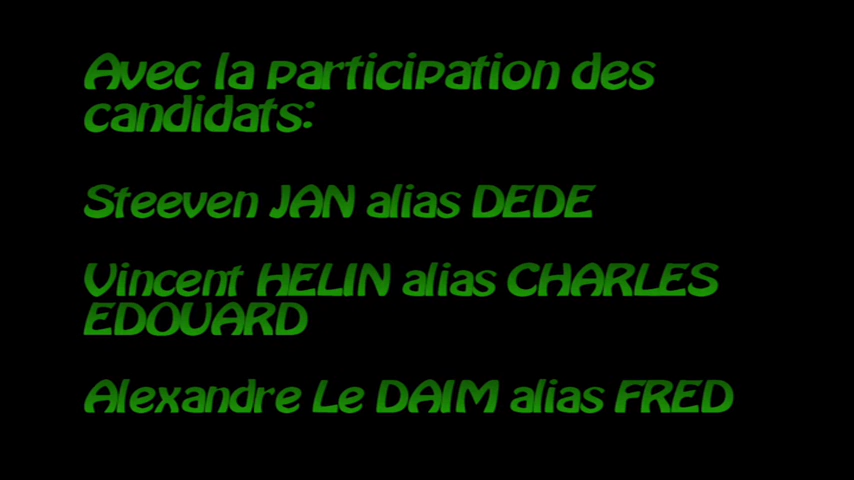 Avec la participation des
candidats:
Steeven JAN alias DEDE
Vincent HELIN alias CHARLES
EDOUARD
Alexandre Le DAIM alias FRED